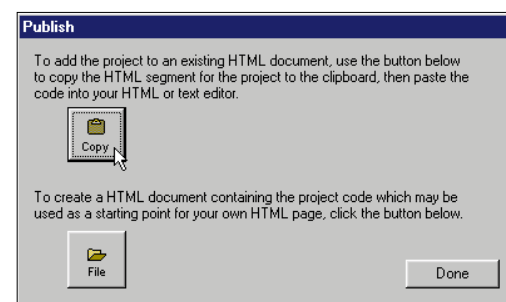 Publish
To add the project to an existing HTML document, use the button below
to copy the HTML segment for the project to the clipboard, then paste the
code into your HTML or text editor.
Copy
To create a HTML document containing the project code which may be
used as a starting point for your own HTML page, click the button below.
File
Done